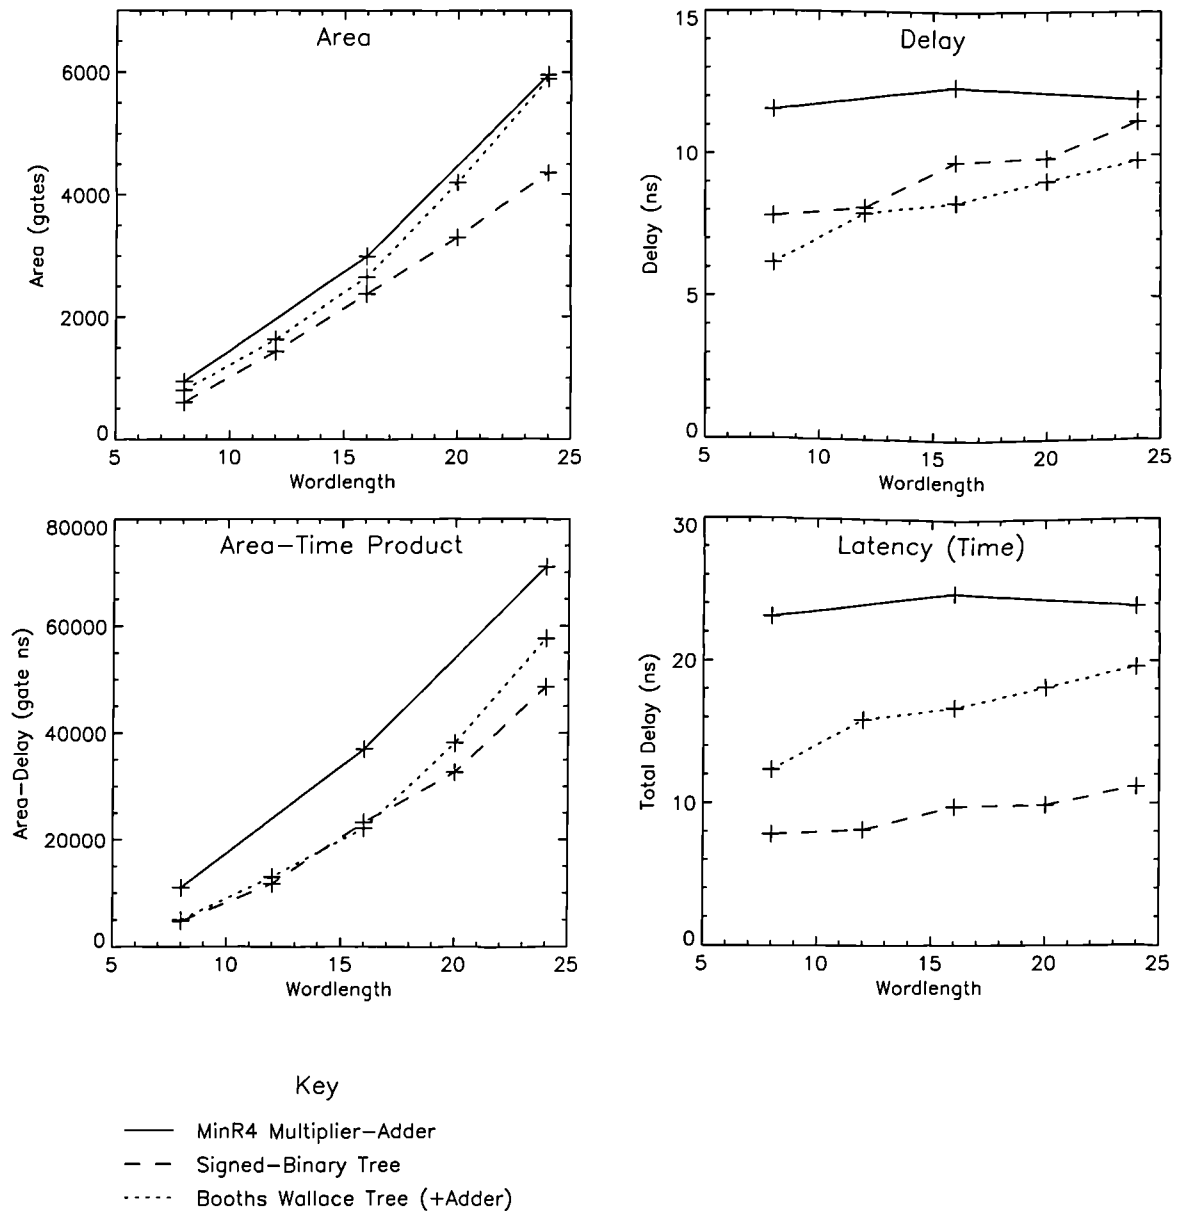 Area
Area (gates)
6000
4000
2000
0
5 10 15 20 25
Wordlength
Delay
Delay (ns)
15
10
5
0
5 10 15 20 25
Wordlength
Area-Time Product
Area-Delay (gate ns)
80000
60000
40000
20000
0
5 10 15 20 25
Wordlength
Latency (Time)
Total Delay (ns)
30
20
10
0
5 10 15 20 25
Wordlength
Key
MinR4 Multiplier-Adder
Signed-Binary Tree
Booths Wallace Tree (+Adder)